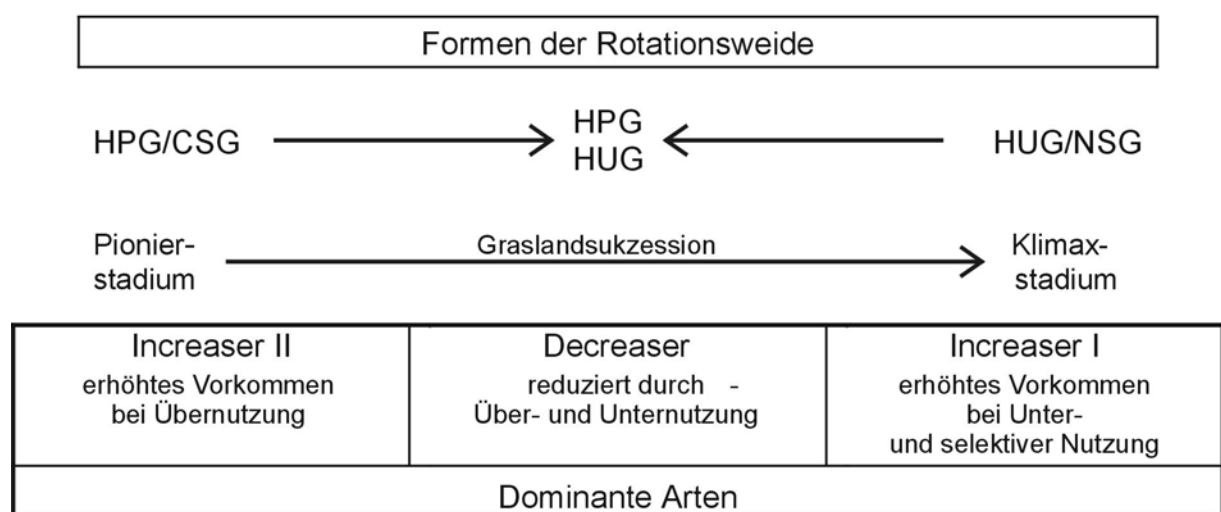 Formen der Rotationsweide
HPG/CSG
HPG
HUG
HUG/NSG
Pionier-
stadium
Graslandsukzession
Klimax-
stadium
Increaser II
erhöhtes Vorkommen
bei Übernutzung
Decreaser
reduziert durch -
Über- und Unternutzung
Increaser I
erhöhtes Vorkommen
bei Unter-
und selektiver Nutzung
Dominante Arten